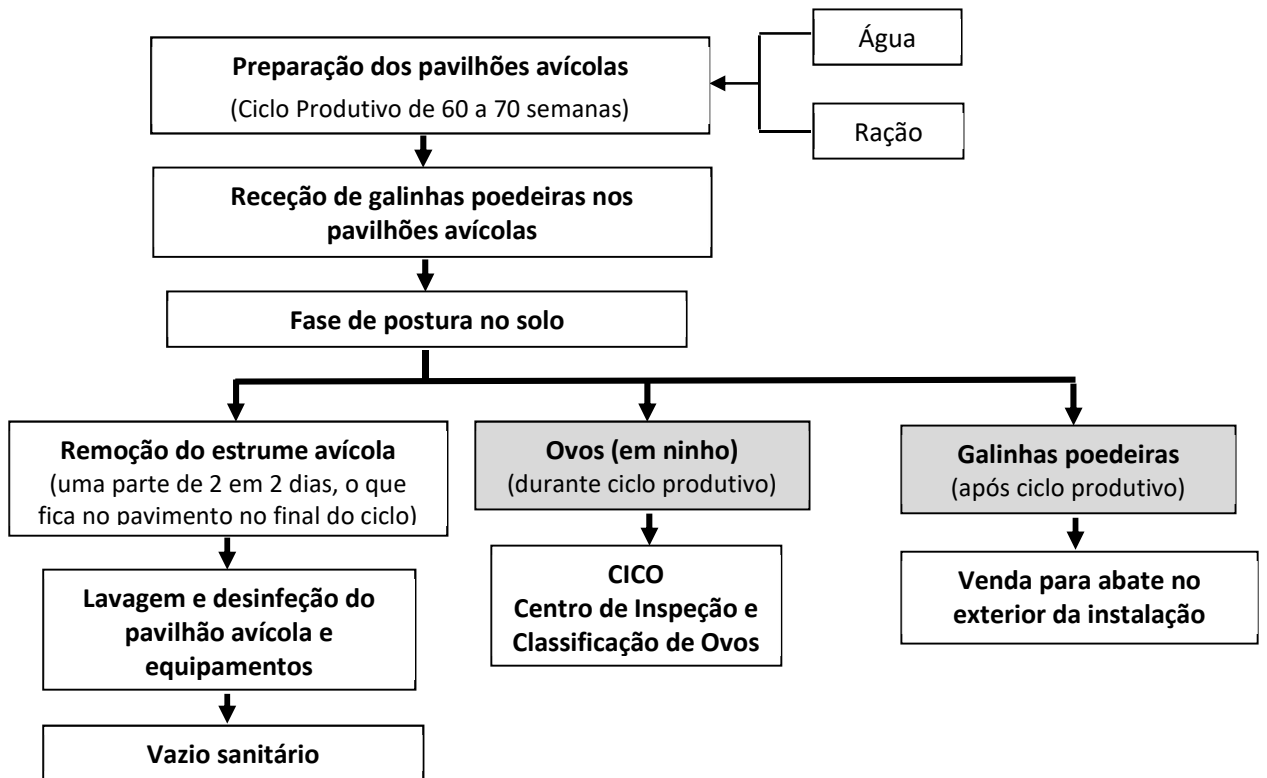 Água
Preparação dos pavilhões avícolas
(Ciclo Produtivo de 60 a 70 semanas)
Ração
Receção de galinhas poedeiras nos
pavilhões avícolas
Fase de postura no solo
Remoção do estrume avícola
(uma parte de 2 em 2 dias, o que
fica no pavimento no final do ciclo)
Ovos (em ninho)
(durante ciclo produtivo)
Galinhas poedeiras
(após ciclo produtivo)
Lavagem e desinfeção do
pavilhão avícola e
equipamentos
CICO
Centro de Inspeção e
Classificação de Ovos
Venda para abate no
exterior da instalação
Vazio sanitário